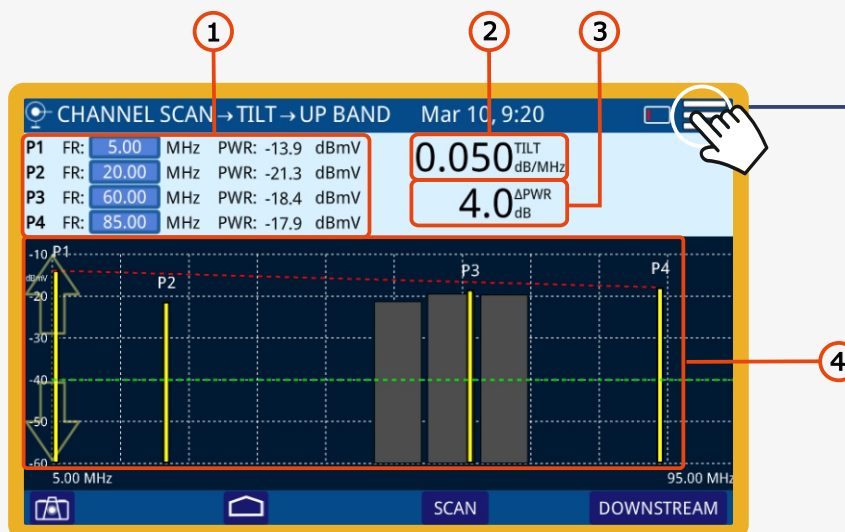 1 2 3
CHANNEL SCAN→TILT→UP BAND Mar 10, 9:20
P1 FR: 5.00 MHz PWR: -13.9 dBmV
P2 FR: 20.00 MHz PWR: -21.3 dBmV
P3 FR: 60.00 MHz PWR: -18.4 dBmV
P4 FR: 85.00 MHz PWR: -17.9 dBmV
0.050 TILT dB/MHz
4.0 ΔPWR dB
-10 P1
dBmV
P2
P3
P4
-20
-30
-40
-50
-60
4
5.00 MHz 95.00 MHz
SCAN DOWNSTREAM